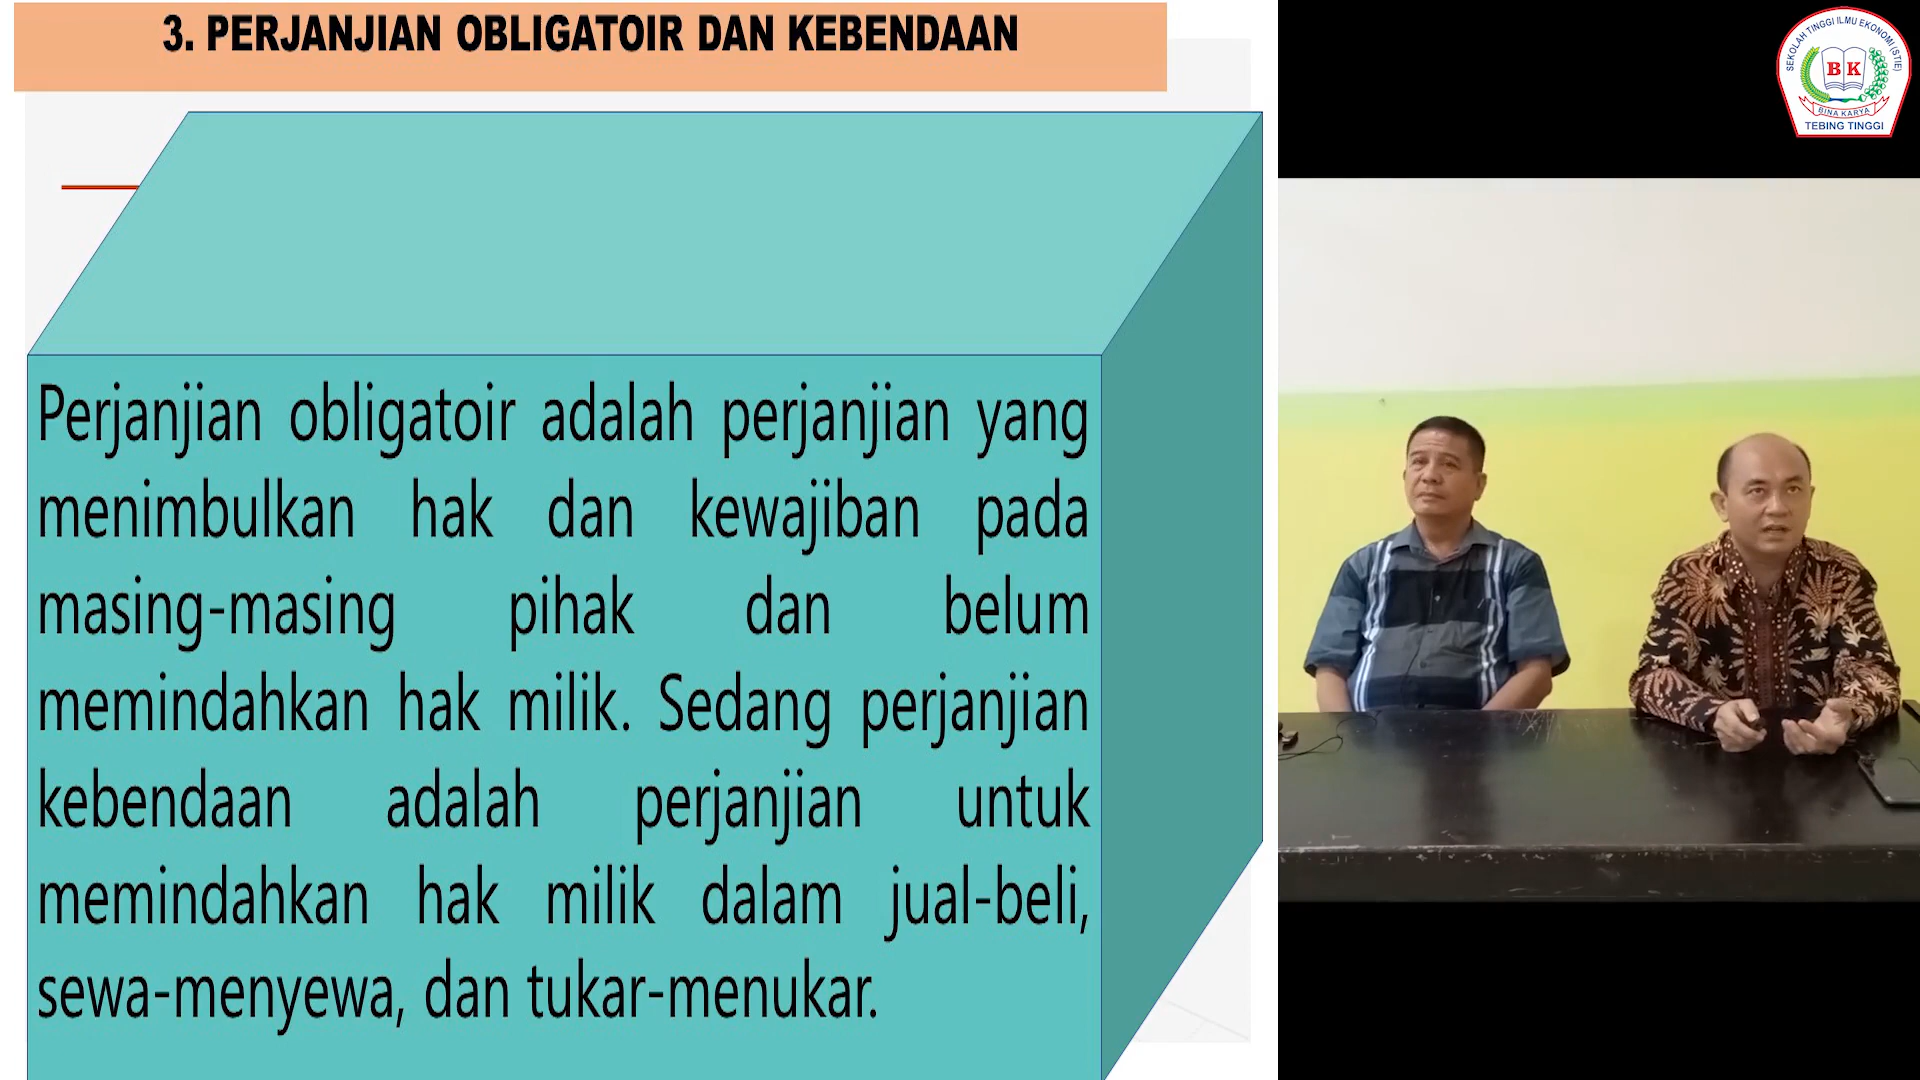 3. PERJANJIAN OBLIGATOIR DAN KEBENDAAN
Perjanjian obligatoir adalah perjanjian yang
menimbulkan hak dan kewajiban pada
masing-masing pihak dan belum
memindahkan hak milik. Sedang perjanjian
kebendaan adalah perjanjian untuk
memindahkan hak milik dalam jual-beli,
sewa-menyewa, dan tukar-menukar.
SEKOLAH TINGGI ILMU EKONOMI (STIE)
B K
BINA KARYA
TEBING TINGGI